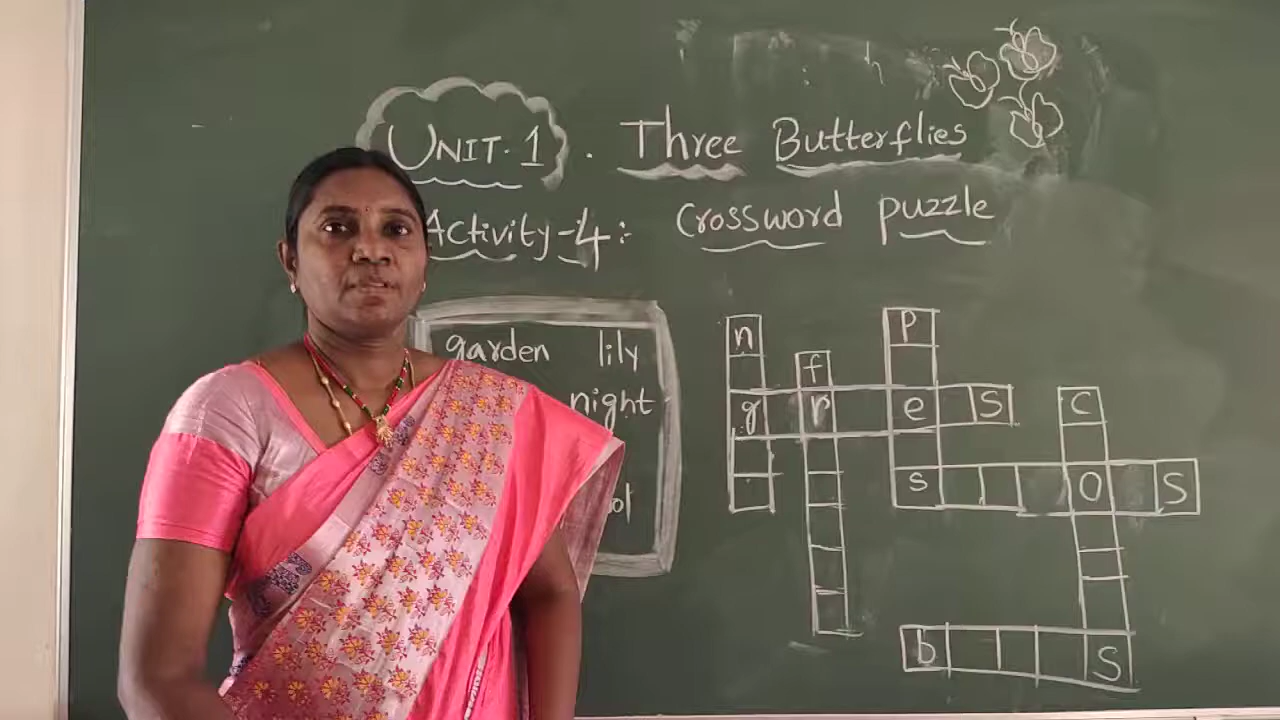 UNIT-1. Three Butterflies
Activity-4: Crossword puzzle
garden lily
night
n
P
f
g r e S
C
s O S
b S